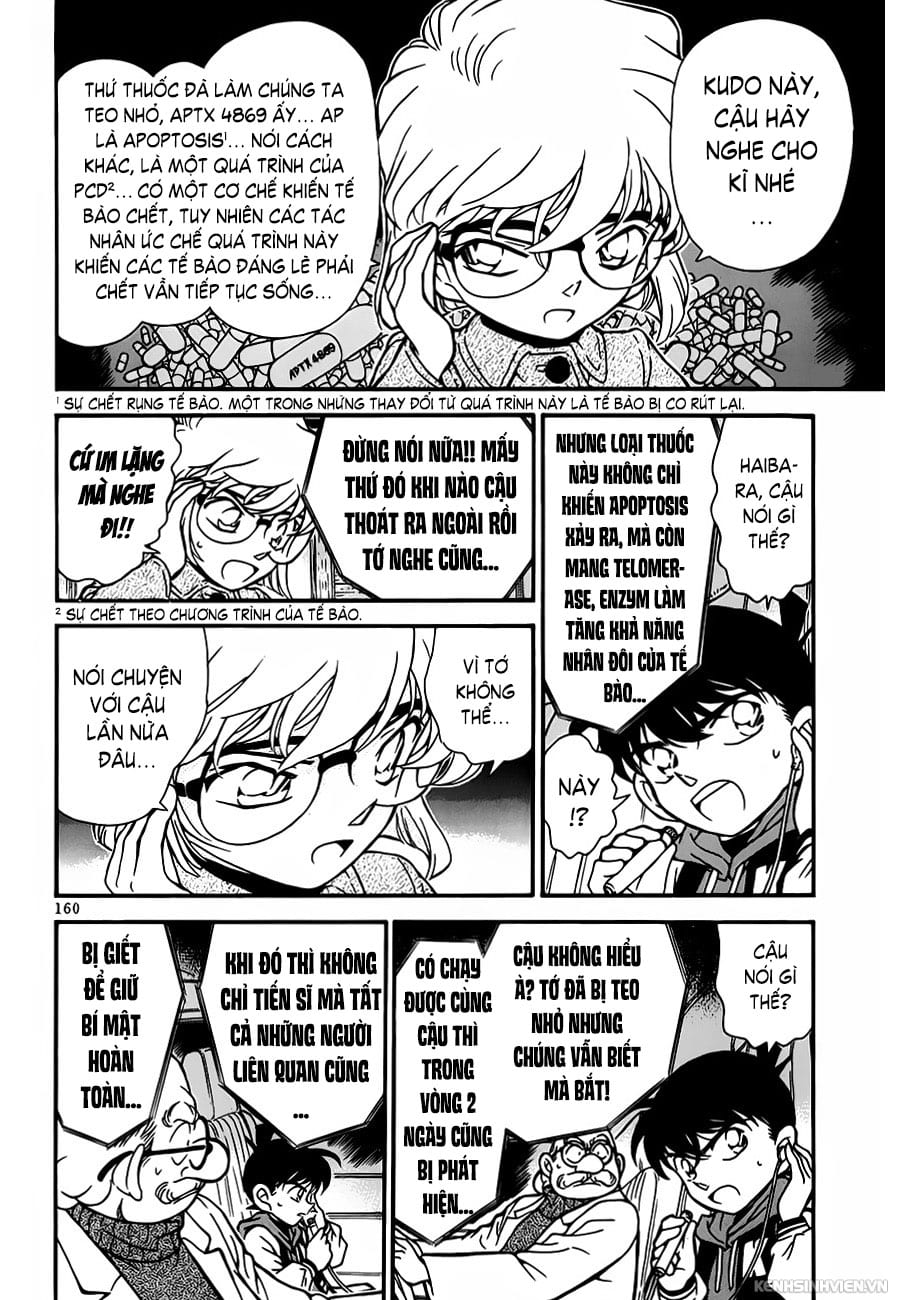 KUDO NÀY,
CẬU HÃY
NGHE CHO
KĨ NHÉ
...
THỨ THUỐC ĐÃ LÀM CHÚNG TA
TEO NHỎ, APTX 4869 ẤY... AP
LÀ APOPTOSIS¹... NÓI CÁCH
KHÁC, LÀ MỘT QUÁ TRÌNH CỦA
PCD²... CÓ MỘT CƠ CHẾ KHIẾN TẾ
BÀO CHẾT, TUY NHIÊN CÁC TÁC
NHÂN ỨC CHẾ QUÁ TRÌNH NÀY
KHIẾN CÁC TẾ BÀO ĐÁNG LẼ PHẢI
CHẾT VẪN TIẾP TỤC SỐNG...
APTX 4869
¹ SỰ CHẾT RỤNG TẾ BÀO. MỘT TRONG NHỮNG THAY ĐỔI TỪ QUÁ TRÌNH NÀY LÀ TẾ BÀO BỊ CO RÚT LẠI.
HAIBA-
RA, CẬU
NÓI GÌ
THẾ?
NHƯNG LOẠI THUỐC
NÀY KHÔNG CHỈ
KHIẾN APOPTOSIS
XẢY RA, MÀ CÒN
MANG TELOMER-
ASE, ENZYM LÀM
TĂNG KHẢ NĂNG
NHÂN ĐÔI CỦA TẾ
BÀO...
NÀY
!?
ĐỪNG NÓI NỮA!! MẤY
THỨ ĐÓ KHI NÀO CẬU
THOÁT RA NGOÀI RỒI
TỚ NGHE CŨNG...
CỨ IM LẶNG
MÀ NGHE
ĐI!!
² SỰ CHẾT THEO CHƯƠNG TRÌNH CỦA TẾ BÀO.
VÌ TỚ
KHÔNG
THỂ...
NÓI CHUYỆN
VỚI CẬU
LẦN NỮA
ĐÂU...
160
CẬU
NÓI GÌ
THẾ?
CẬU KHÔNG HIỂU
À? TỚ ĐÃ BỊ TEO
NHỎ NHƯNG
CHÚNG VẪN BIẾT
MÀ BẮT!
CÓ CHẠY
ĐƯỢC CÙNG
CẬU THÌ
TRONG
VÒNG 2
NGÀY CŨNG
BỊ PHÁT
HIỆN...
KHI ĐÓ THÌ KHÔNG
CHỈ TIẾN SĨ MÀ TẤT
CẢ NHỮNG NGƯỜI
LIÊN QUAN CŨNG
...
BỊ GIẾT
ĐỂ GIỮ
BÍ MẬT
HOÀN
TOÀN...
KENHSINHVIEN.VN